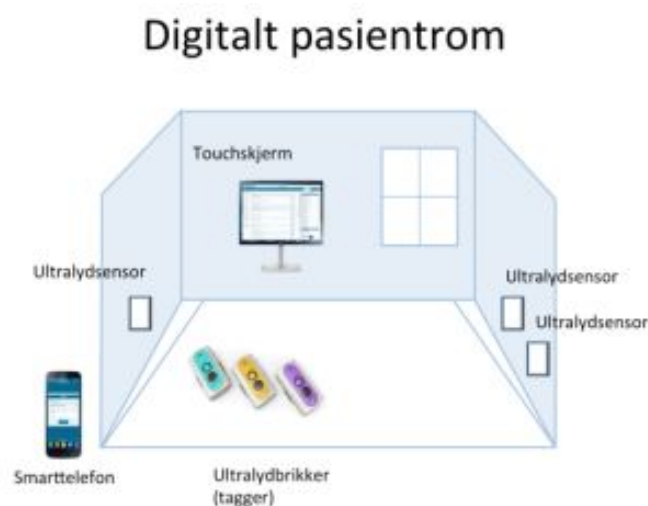 Digitalt pasientrom
Touchskjerm
Ultralydsensor
Ultralydsensor
Ultralydsensor
Smarttelefon
Ultralydbrikker
(tagger)